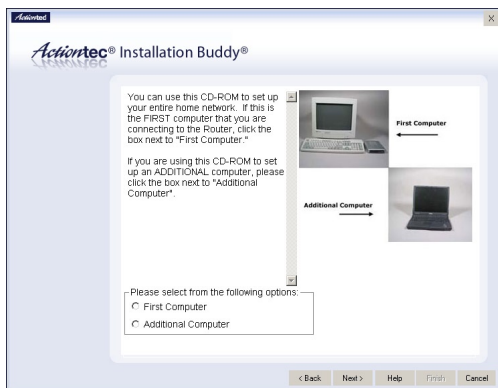 Actiontec
X
Actiontec® Installation Buddy®
You can use this CD-ROM to set up
your entire home network. If this is
the FIRST computer that you are
connecting to the Router, click the
box next to "First Computer."
If you are using this CD-ROM to set
up an ADDITIONAL computer, please
click the box next to "Additional
Computer".
First Computer
Additional Computer
Please select from the following options:
First Computer
Additional Computer
< Back Next > Help Finish Cancel